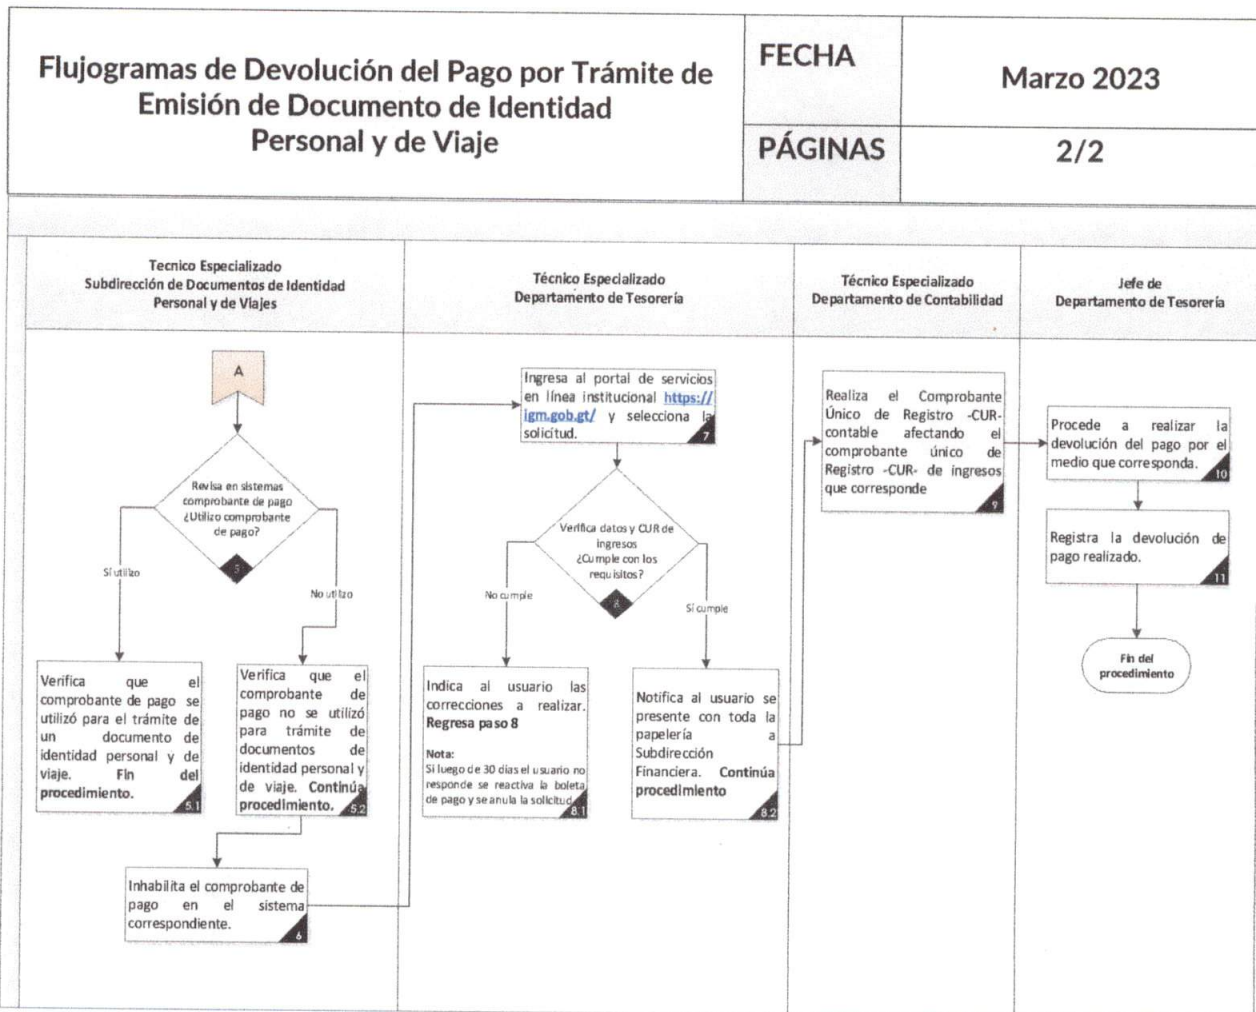 Flujogramas de Devolución del Pago por Trámite de
Emisión de Documento de Identidad
Personal y de Viaje
FECHA
Marzo 2023
PÁGINAS
2/2
Tecnico Especializado
Subdirección de Documentos de Identidad
Personal y de Viajes
Técnico Especializado
Departamento de Tesorería
Técnico Especializado
Departamento de Contabilidad
Jefe de
Departamento de Tesorería
A
Revisa en sistemas
comprobante de pago
¿Utilizo comprobante
de pago?
5
Sí utilizo
No utilizo
Verifica que el
comprobante de pago se
utilizó para el trámite de
un documento de
identidad personal y de
viaje. Fin del
procedimiento.
5.1
Verifica que el
comprobante de
pago no se utilizó
para trámite de
documentos de
identidad personal y
de viaje. Continúa
procedimiento.
5.2
Inhabilita el comprobante de
pago en el sistema
correspondiente.
6
Ingresa al portal de servicios
en línea institucional https://
igm.gob.gt/ y selecciona la
solicitud.
7
Verifica datos y CUR de
ingresos
¿Cumple con los
requisitos?
8
No cumple
Sí cumple
Indica al usuario las
correcciones a realizar.
Regresa paso 8
Nota:
Si luego de 30 días el usuario no
responde se reactiva la boleta
de pago y se anula la solicitud.
8.1
Notifica al usuario se
presente con toda la
papelería a
Subdirección
Financiera. Continúa
procedimiento
8.2
Realiza el Comprobante
Único de Registro -CUR-
contable afectando el
comprobante único de
Registro -CUR- de ingresos
que corresponde
9
Procede a realizar la
devolución del pago por el
medio que corresponda.
10
Registra la devolución de
pago realizado.
11
Fin del
procedimiento